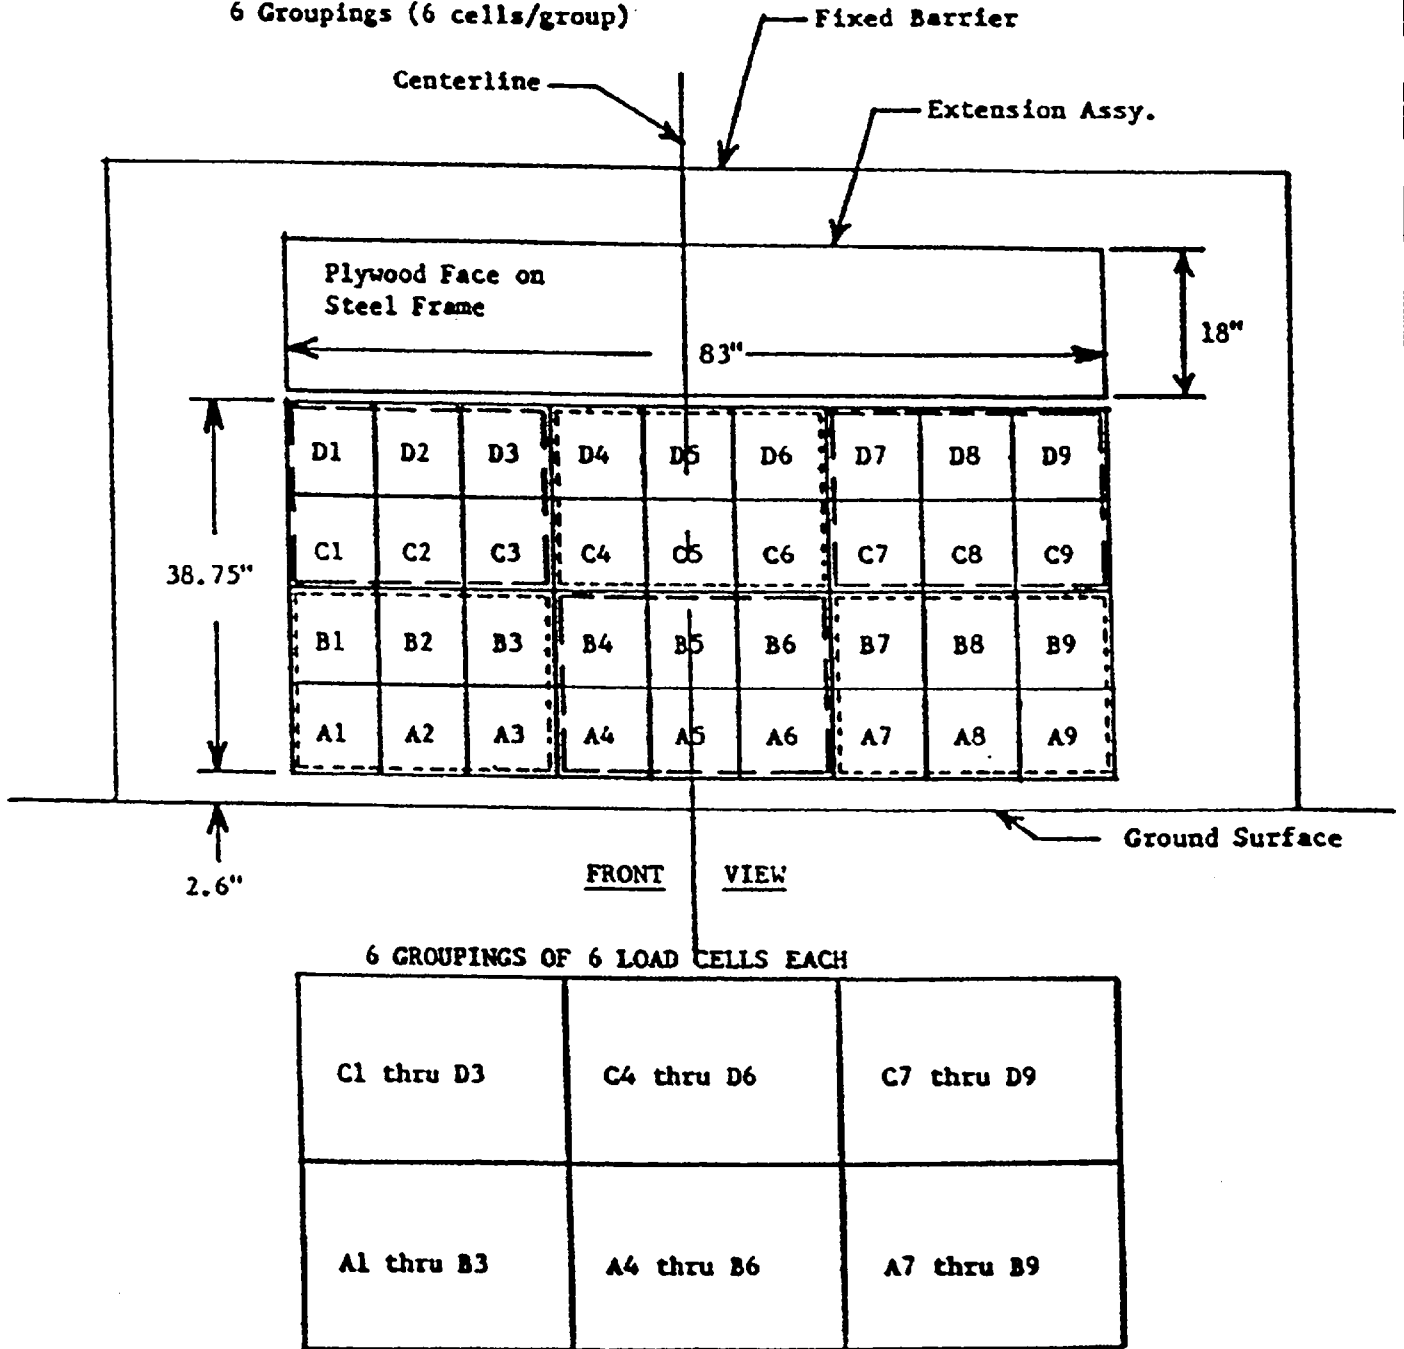 6 Groupings (6 cells/group)
Fixed Barrier
Centerline
Extension Assy.
Plywood Face on
Steel Frame
18"
83"
D1 D2 D3 D4 D5 D6 D7 D8 D9
C1 C2 C3 C4 C5 C6 C7 C8 C9
38.75"
B1 B2 B3 B4 B5 B6 B7 B8 B9
A1 A2 A3 A4 A5 A6 A7 A8 A9
Ground Surface
2.6"
FRONT VIEW
6 GROUPINGS OF 6 LOAD CELLS EACH
C1 thru D3 C4 thru D6 C7 thru D9
A1 thru B3 A4 thru B6 A7 thru B9